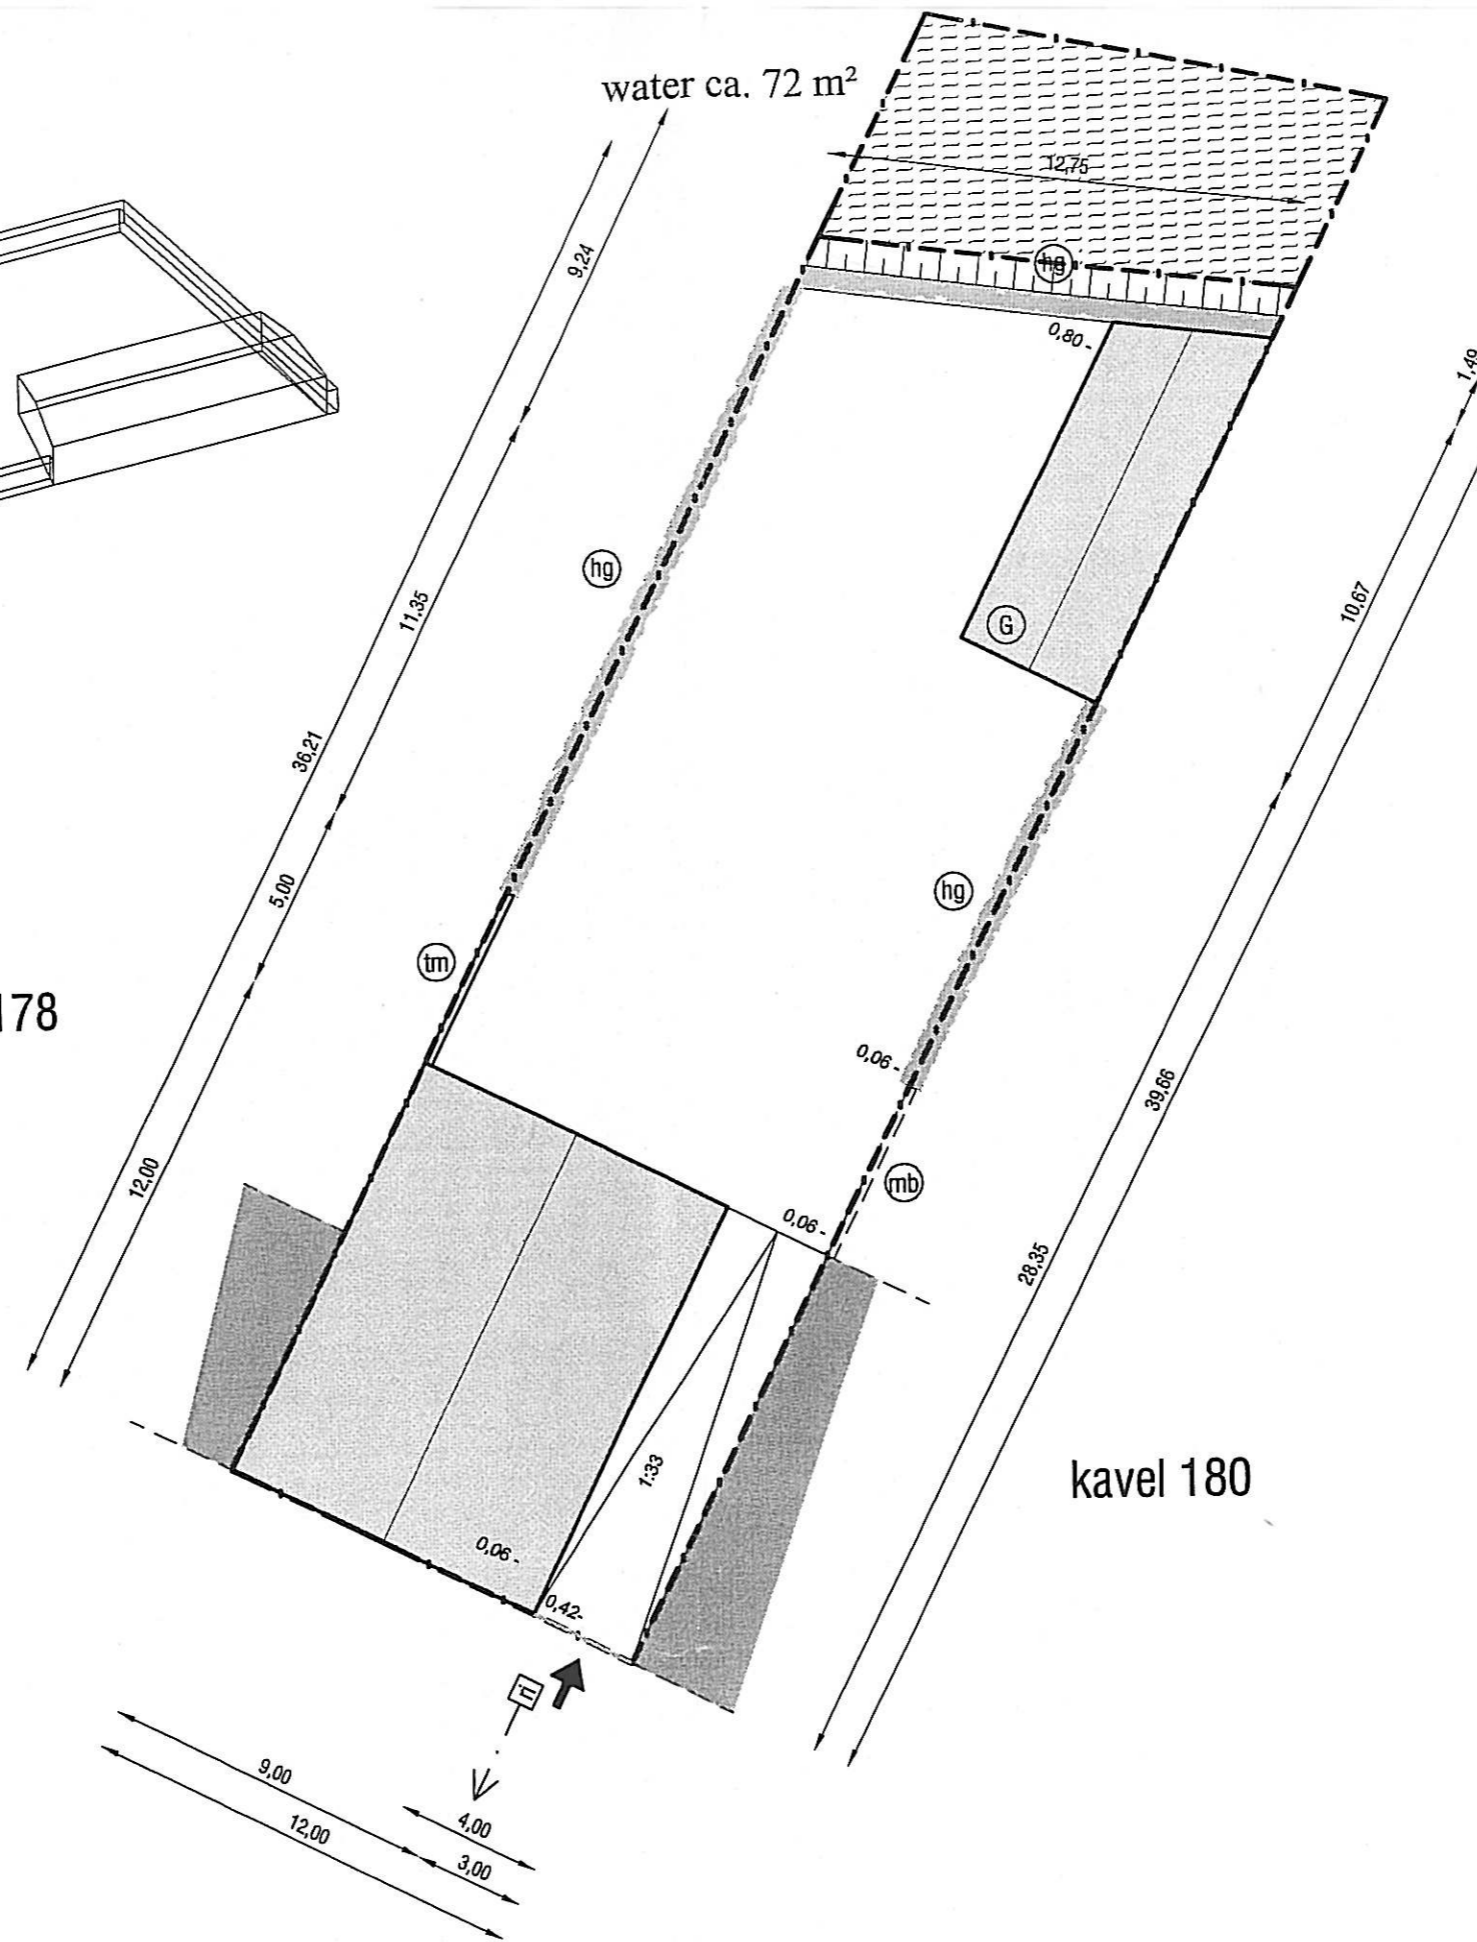 water ca. 72 m²
12,75
hg
9,24
0,80 -
1,49
hg
G
11,35
10,67
36,21
5,00
hg
tm
178
0,06 -
39,66
12,00
mb
0,06 -
28,35
1:33
kavel 180
0,06 -
0,42-
ri
9,00
4,00
12,00
3,00